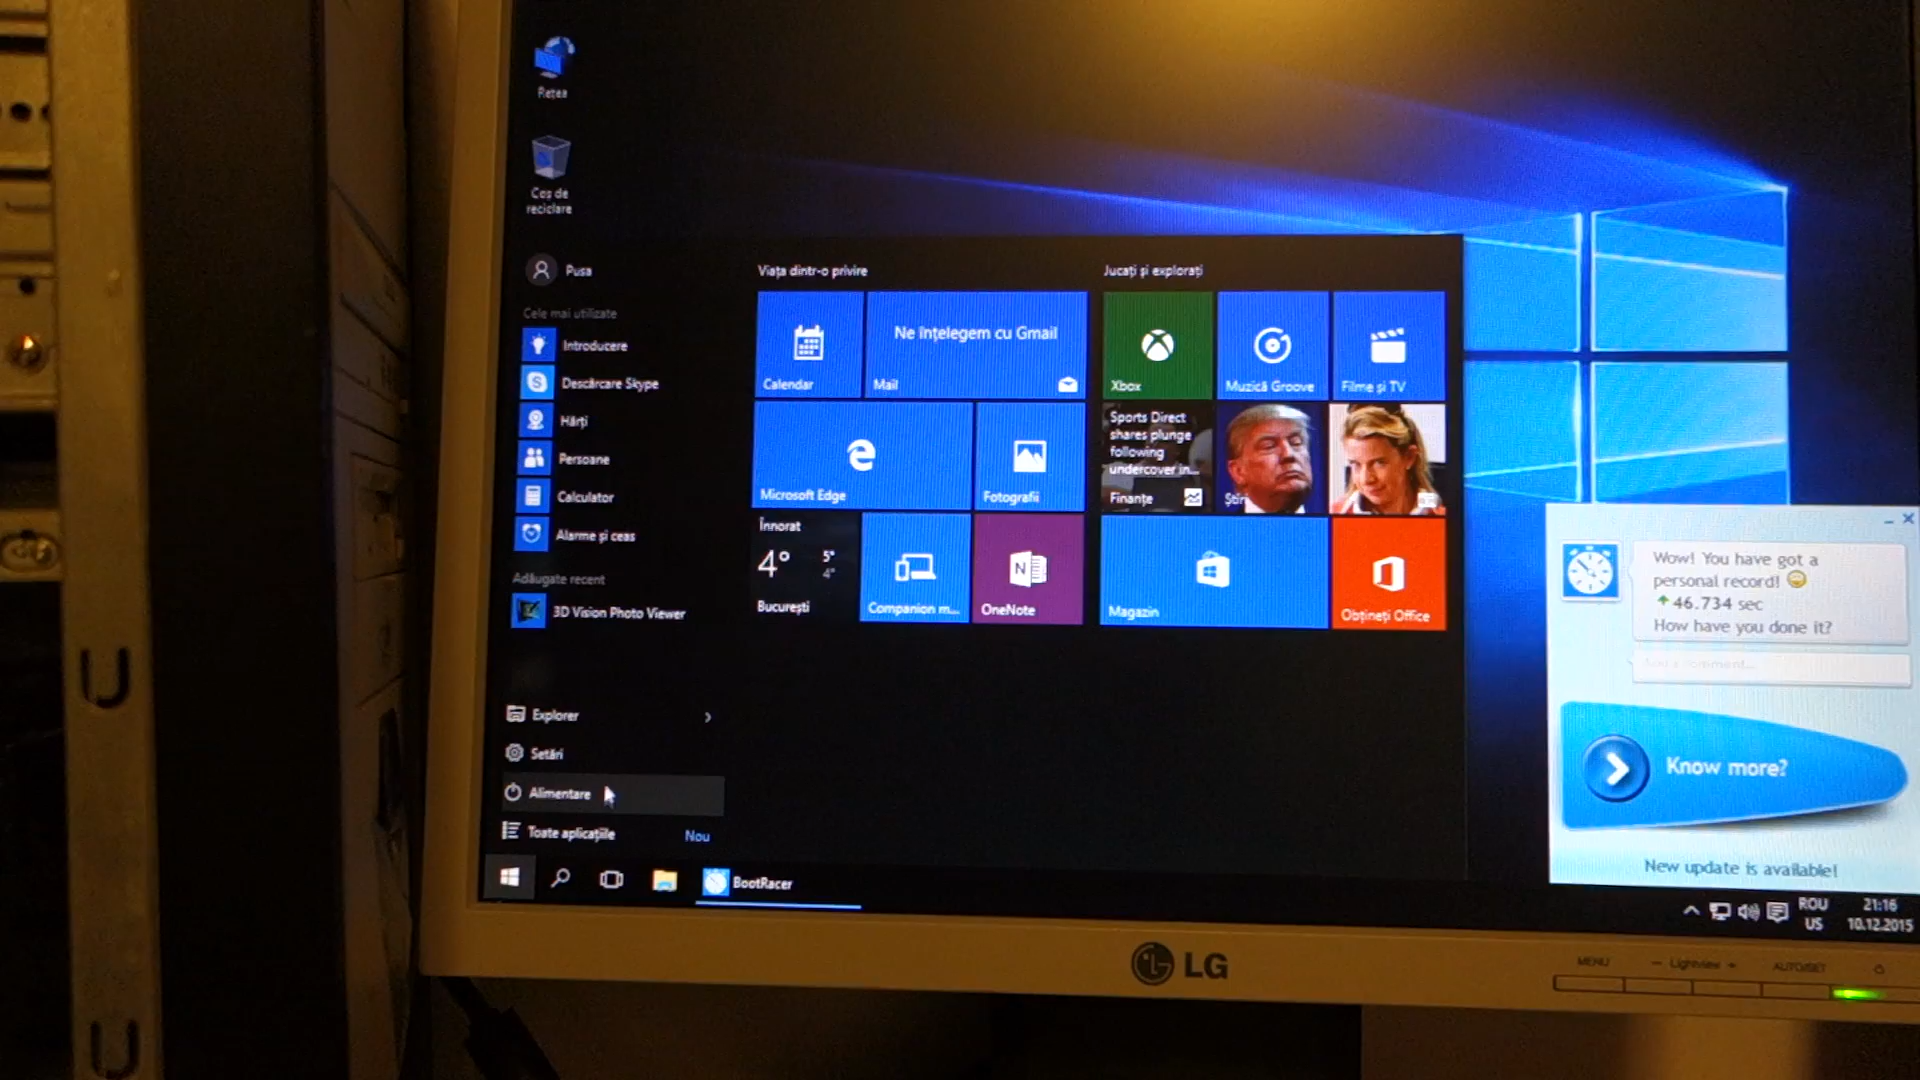 Rețea
Coș de
reciclare
Pusa
Cele mai utilizate
Introducere
Descărcare Skype
Hărți
Persoane
Calculator
Alarme și ceas
Adăugate recent
3D Vision Photo Viewer
Explorer
Setări
Alimentare
Toate aplicațiile
Nou
Viața dintr-o privire
Calendar
Ne înțelegem cu Gmail
Mail
Microsoft Edge
Fotografii
Înnorat
4°
5°
4°
București
Companion m...
OneNote
Jucați și explorați
Xbox
Muzică Groove
Filme și TV
Sports Direct
shares plunge
following
undercover in...
Finanțe
Știri
Magazin
Obțineți Office
Wow! You have got a
personal record!
46.734 sec
How have you done it?
Add a comment...
Know more?
New update is available!
BootRacer
ROU
US
21:16
10.12.2015
LG
MENU
- Lightview +
AUTO/SET